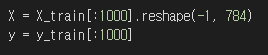 X = X_train[:1000].reshape(-1, 784)
y = y_train[:1000]